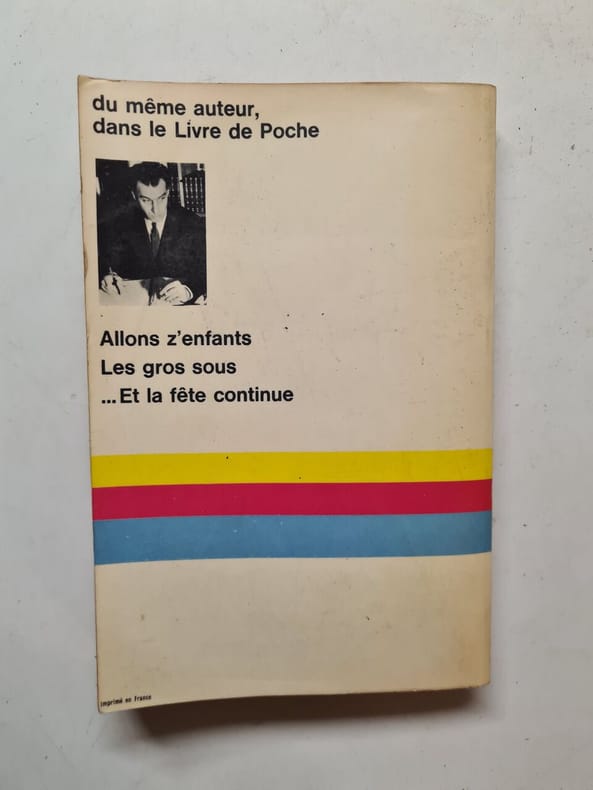 du même auteur,
dans le Livre de Poche
Allons z'enfants
Les gros sous
...Et la fête continue
imprimé en France